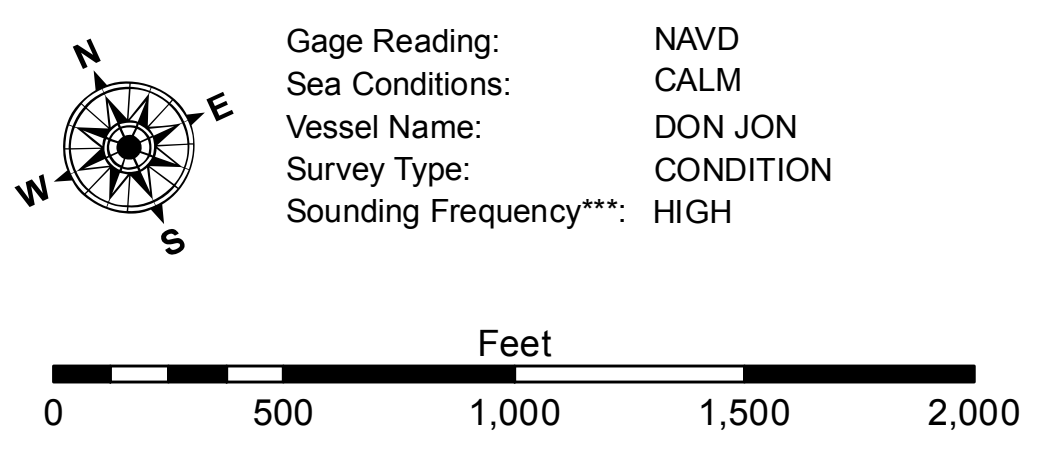 N
E
W
S
Gage Reading: NAVD
Sea Conditions: CALM
Vessel Name: DON JON
Survey Type: CONDITION
Sounding Frequency***: HIGH
Feet
0 500 1,000 1,500 2,000